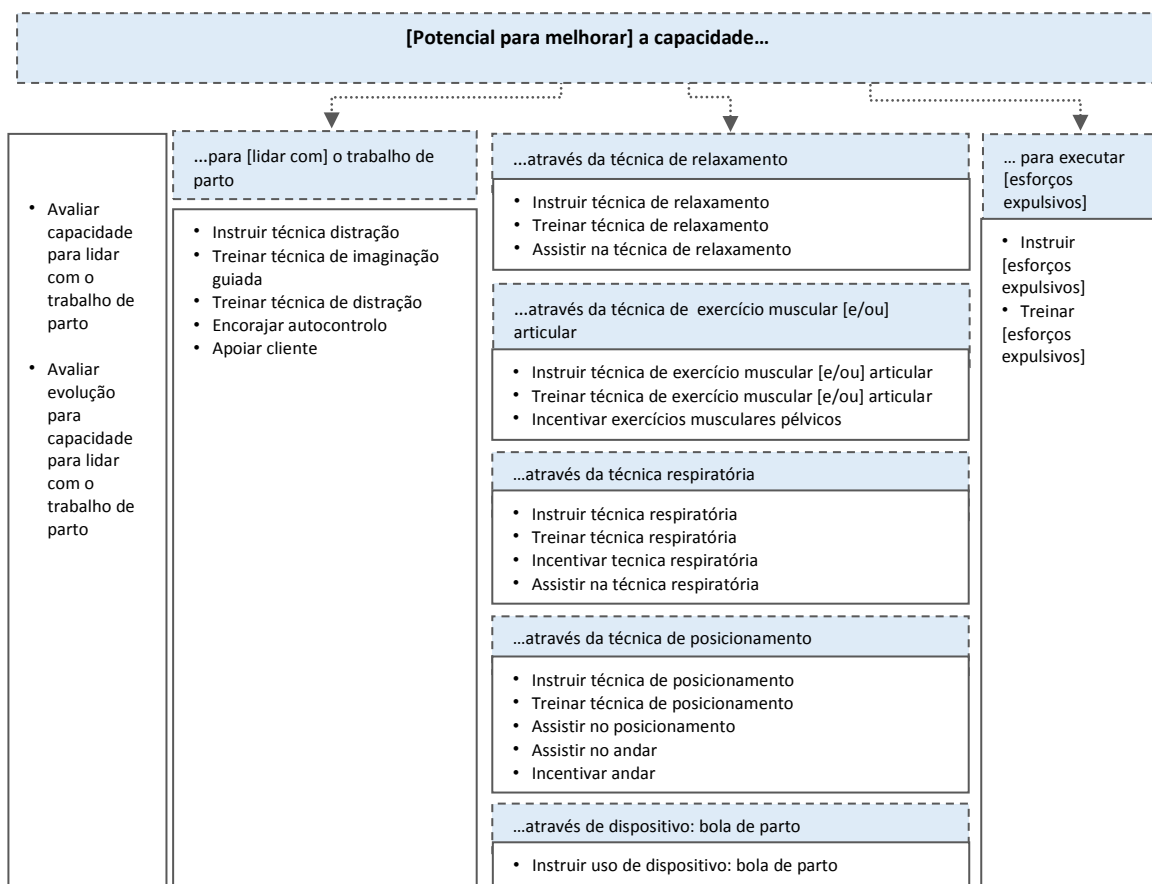 [Potencial para melhorar] a capacidade...
• Avaliar
capacidade
para lidar
com o
trabalho de
parto
• Avaliar
evolução
para
capacidade
para lidar
com o
trabalho de
parto
...para [lidar com] o trabalho de
parto
• Instruir técnica distração
• Treinar técnica de imaginação
guiada
• Treinar técnica de distração
• Encorajar autocontrolo
• Apoiar cliente
...através da técnica de relaxamento
• Instruir técnica de relaxamento
• Treinar técnica de relaxamento
• Assistir na técnica de relaxamento
...através da técnica de exercício muscular [e/ou]
articular
• Instruir técnica de exercício muscular [e/ou] articular
• Treinar técnica de exercício muscular [e/ou] articular
• Incentivar exercícios musculares pélvicos
...através da técnica respiratória
• Instruir técnica respiratória
• Treinar técnica respiratória
• Incentivar tecnica respiratória
• Assistir na técnica respiratória
...através da técnica de posicionamento
• Instruir técnica de posicionamento
• Treinar técnica de posicionamento
• Assistir no posicionamento
• Assistir no andar
• Incentivar andar
...através de dispositivo: bola de parto
• Instruir uso de dispositivo: bola de parto
... para executar
[esforços
expulsivos]
• Instruir
[esforços
expulsivos]
• Treinar
[esforços
expulsivos]